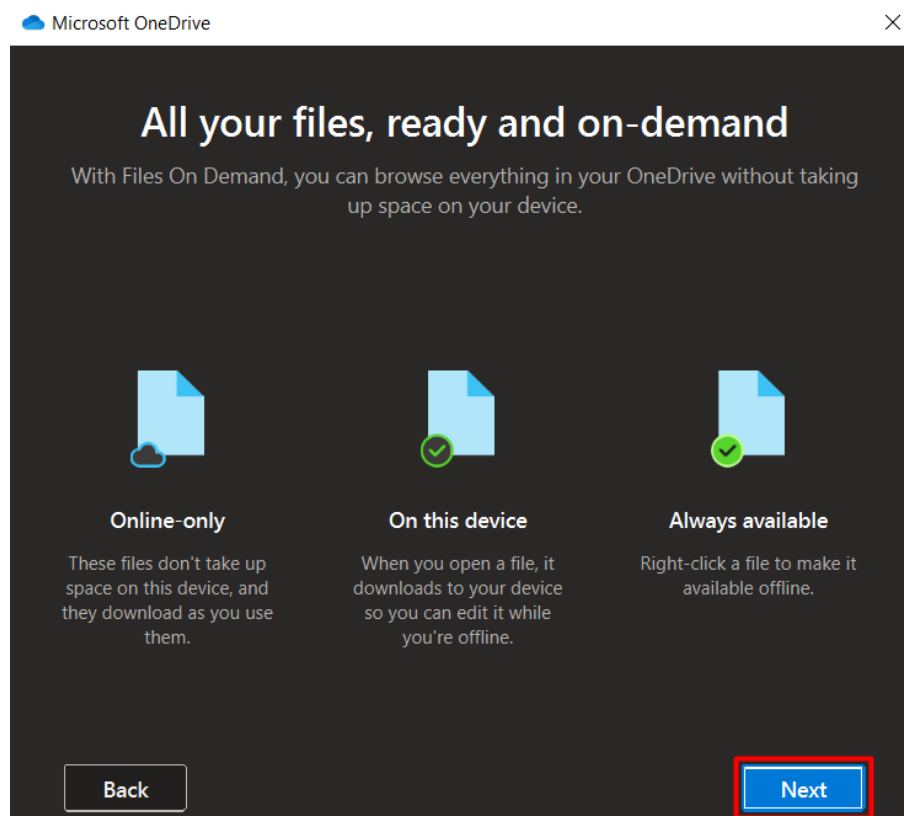 Microsoft OneDrive
All your files, ready and on-demand
With Files On Demand, you can browse everything in your OneDrive without taking
up space on your device.
Online-only
These files don't take up
space on this device, and
they download as you use
them.
On this device
When you open a file, it
downloads to your device
so you can edit it while
you're offline.
Always available
Right-click a file to make it
available offline.
Back
Next